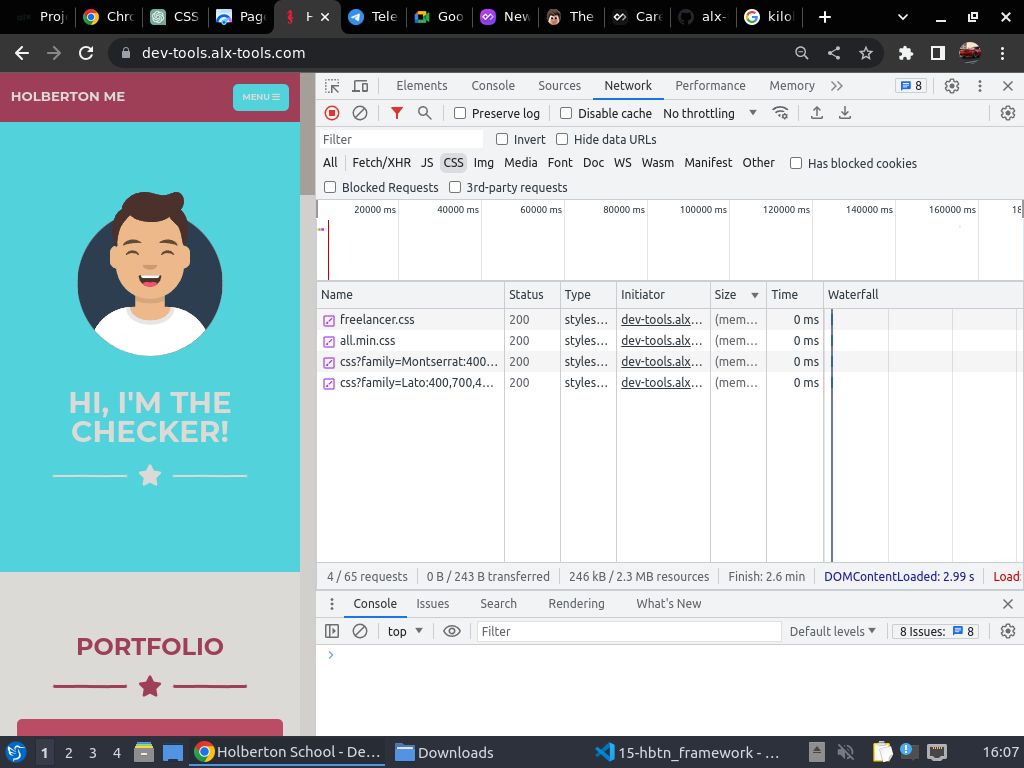 Proj
Chro
CSS
Page
H
Tele
Goo
New
The
Care
alx-
kilo
dev-tools.alx-tools.com
HOLBERTON ME
MENU
HI, I'M THE
CHECKER!
PORTFOLIO
Elements Console Sources Network Performance Memory 8
Preserve log Disable cache No throttling
Filter Invert Hide data URLs
All Fetch/XHR JS CSS Img Media Font Doc WS Wasm Manifest Other Has blocked cookies
Blocked Requests 3rd-party requests
20000 ms 40000 ms 60000 ms 80000 ms 100000 ms 120000 ms 140000 ms 160000 ms 18
Name Status Type Initiator Size Time Waterfall
freelancer.css 200 styles… dev-tools.alx… (mem… 0 ms
all.min.css 200 styles… dev-tools.alx… (mem… 0 ms
css?family=Montserrat:400… 200 styles… dev-tools.alx… (mem… 0 ms
css?family=Lato:400,700,4… 200 styles… dev-tools.alx… (mem… 0 ms
4 / 65 requests 0 B / 243 B transferred 246 kB / 2.3 MB resources Finish: 2.6 min DOMContentLoaded: 2.99 s Load:
Console Issues Search Rendering What's New
top Filter Default levels 8 Issues: 8
1 2 3 4 Holberton School - De… Downloads 15-hbtn_framework - … 16:07